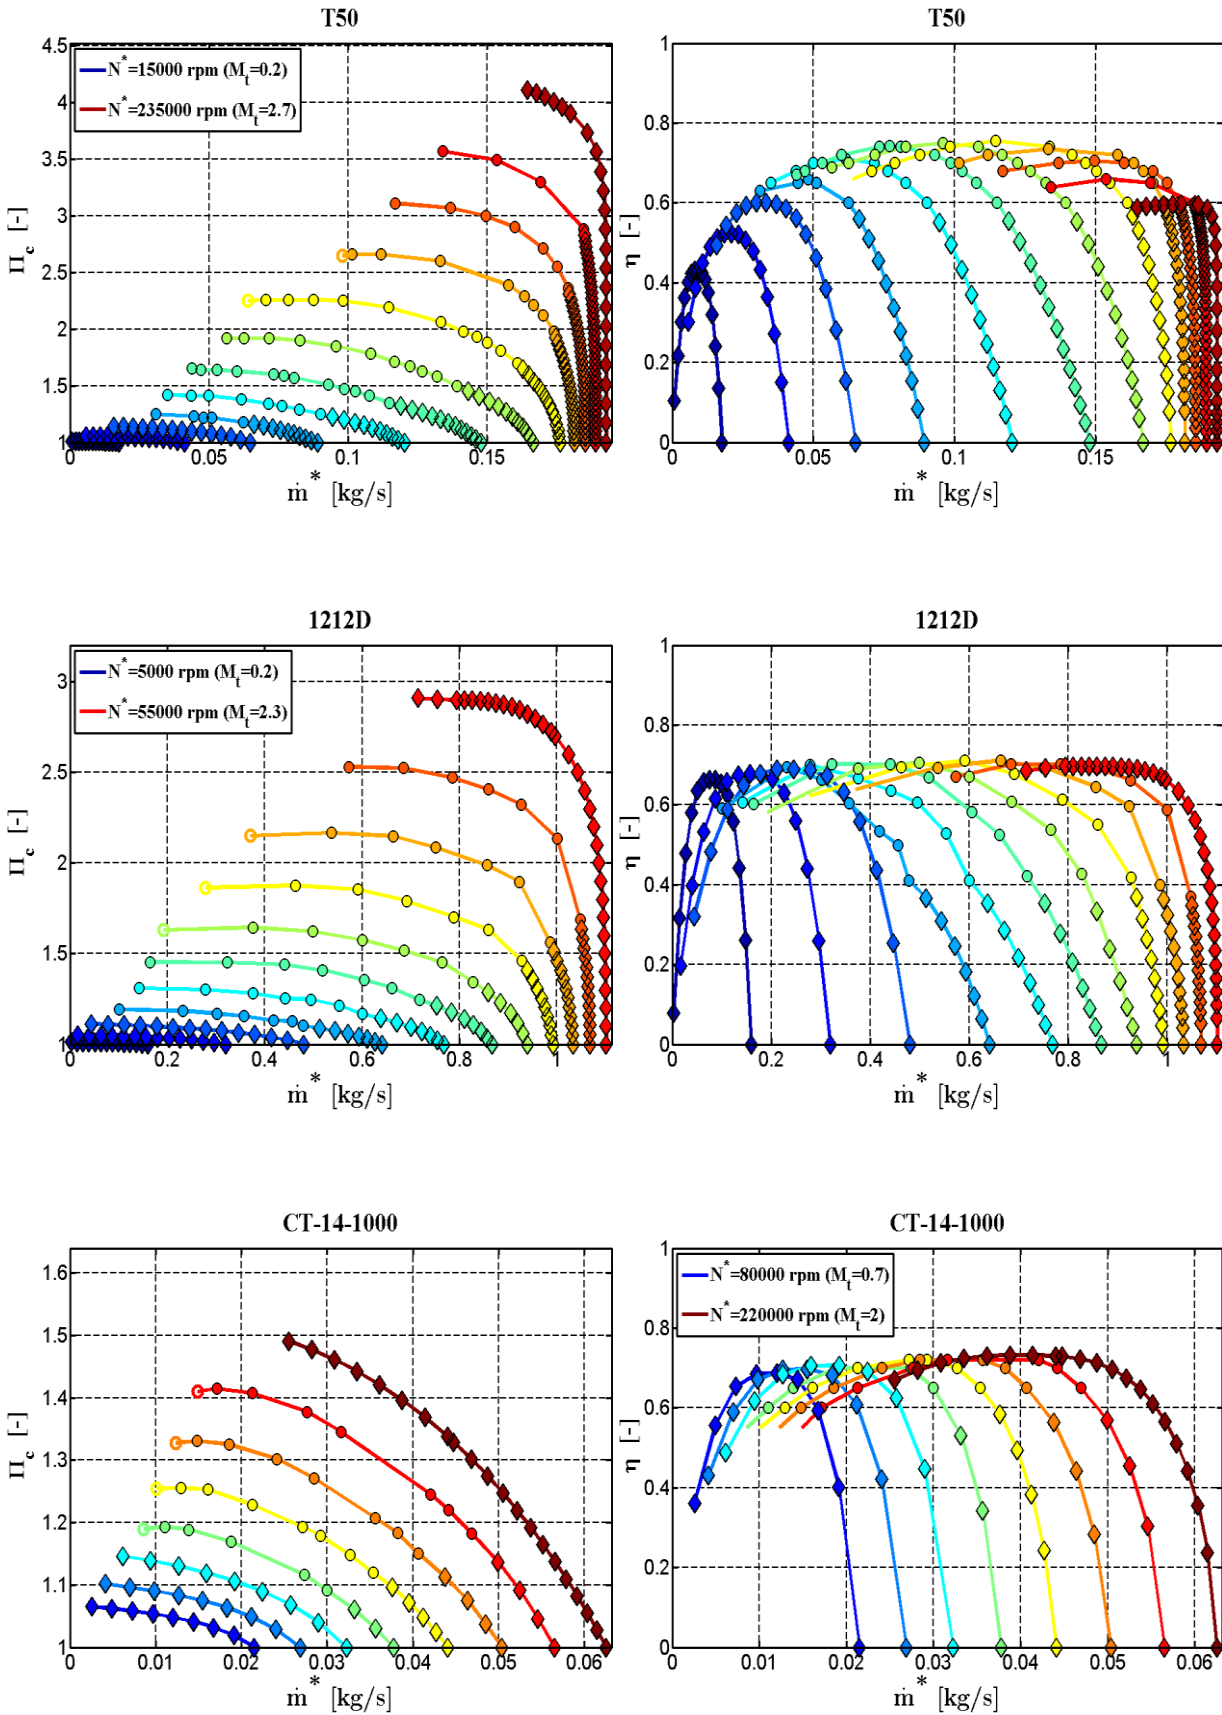 T50
T50
4.5
4
3.5
3
2.5
2
1.5
1
Π_c [-]
N*=15000 rpm (M_t=0.2)
N*=235000 rpm (M_t=2.7)
0 0.05 0.1 0.15
ṁ* [kg/s]
1
0.8
0.6
0.4
0.2
0
η [-]
0 0.05 0.1 0.15
ṁ* [kg/s]
1212D
1212D
3
2.5
2
1.5
1
Π_c [-]
N*=5000 rpm (M_t=0.2)
N*=55000 rpm (M_t=2.3)
0 0.2 0.4 0.6 0.8 1
ṁ* [kg/s]
1
0.8
0.6
0.4
0.2
0
η [-]
0 0.2 0.4 0.6 0.8 1
ṁ* [kg/s]
CT-14-1000
CT-14-1000
1.6
1.5
1.4
1.3
1.2
1.1
1
Π_c [-]
0 0.01 0.02 0.03 0.04 0.05 0.06
ṁ* [kg/s]
1
0.8
0.6
0.4
0.2
0
η [-]
N*=80000 rpm (M_t=0.7)
N*=220000 rpm (M_t=2)
0 0.01 0.02 0.03 0.04 0.05 0.06
ṁ* [kg/s]